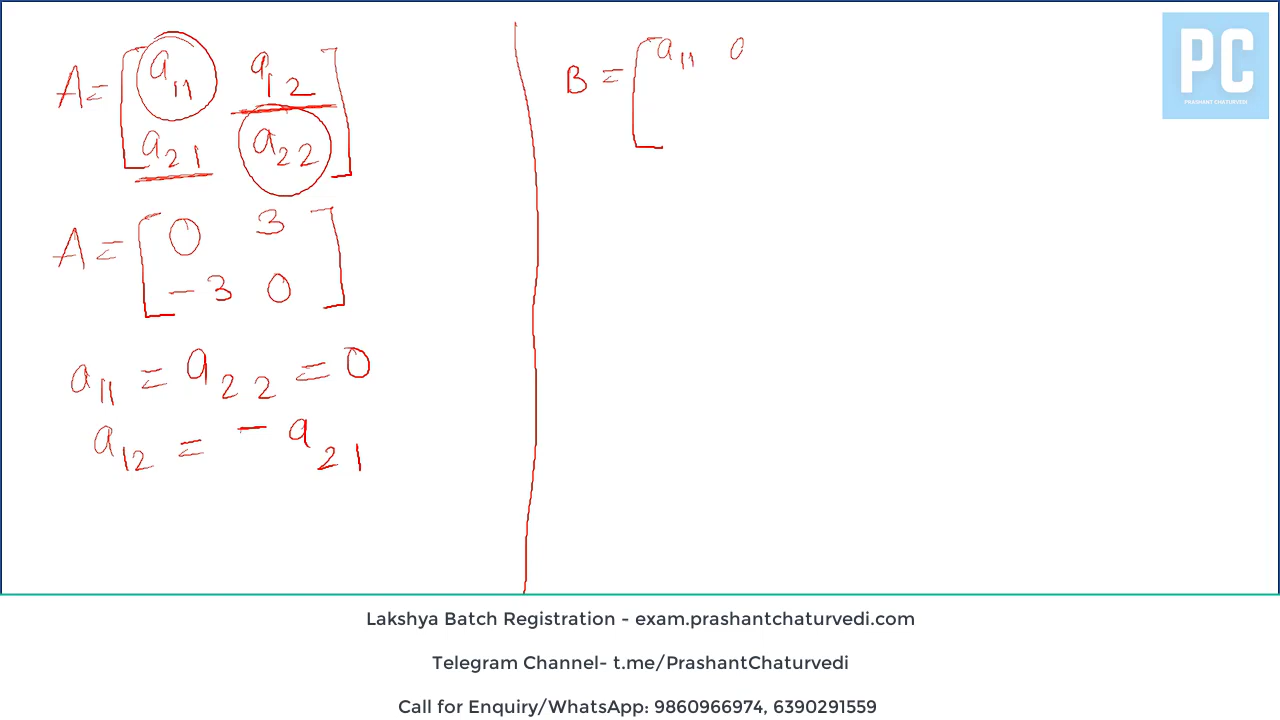 A = [ a11 a12
a21 a22 ]
A = [ 0 3
-3 0 ]
a11 = a22 = 0
a12 = - a21
B = [ a11
PC
PRASHANT CHATURVEDI
Lakshya Batch Registration - exam.prashantchaturvedi.com
Telegram Channel- t.me/PrashantChaturvedi
Call for Enquiry/WhatsApp: 9860966974, 6390291559